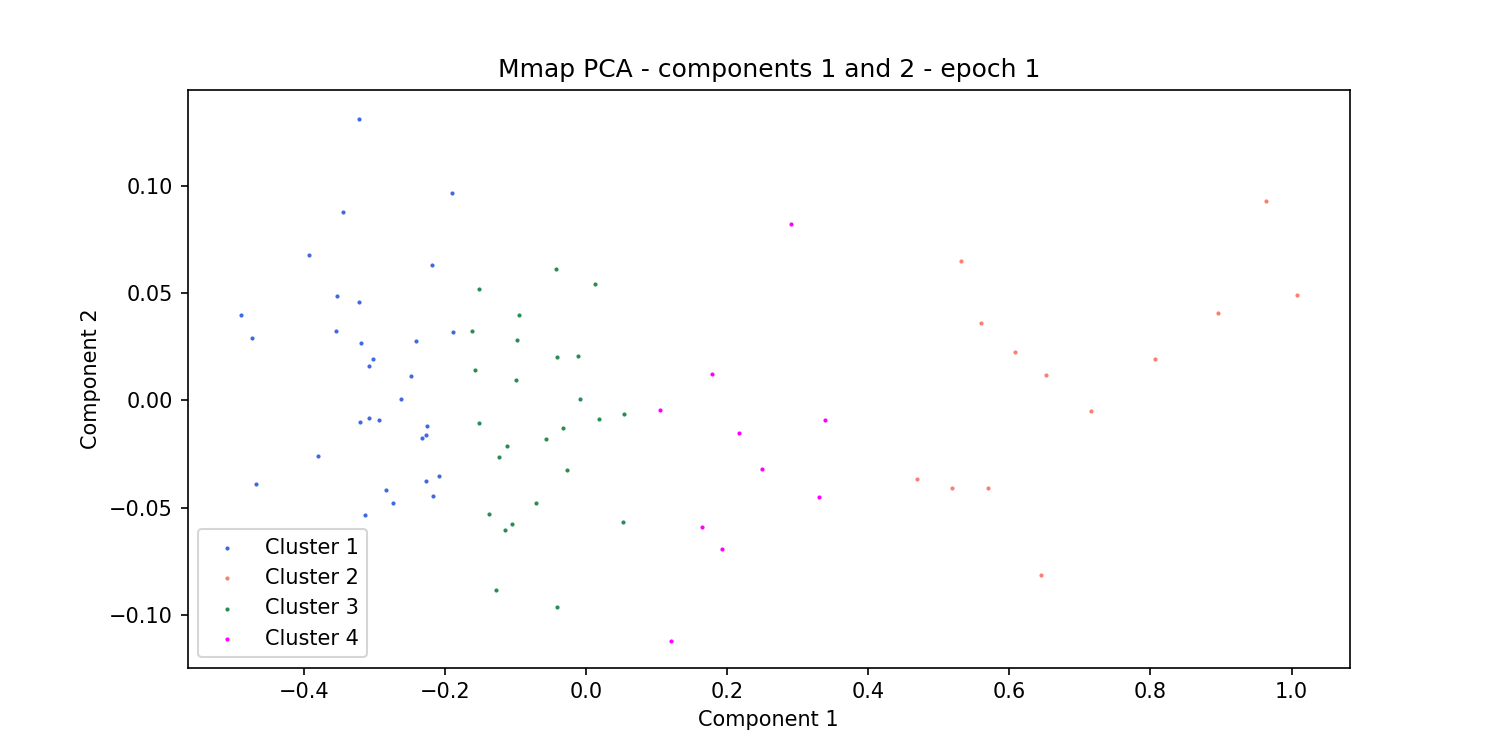 Mmap PCA - components 1 and 2 - epoch 1
0.10
0.05
0.00
−0.05
−0.10
Component 2
Cluster 1
Cluster 2
Cluster 3
Cluster 4
−0.4 −0.2 0.0 0.2 0.4 0.6 0.8 1.0
Component 1